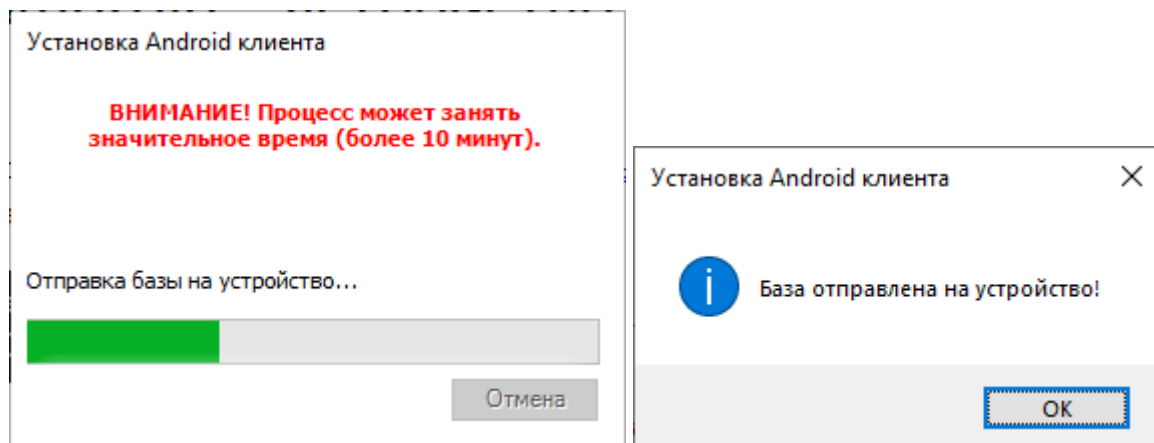 Установка Android клиента
ВНИМАНИЕ! Процесс может занять
значительное время (более 10 минут).
Отправка базы на устройство...
Отмена
Установка Android клиента
База отправлена на устройство!
OK